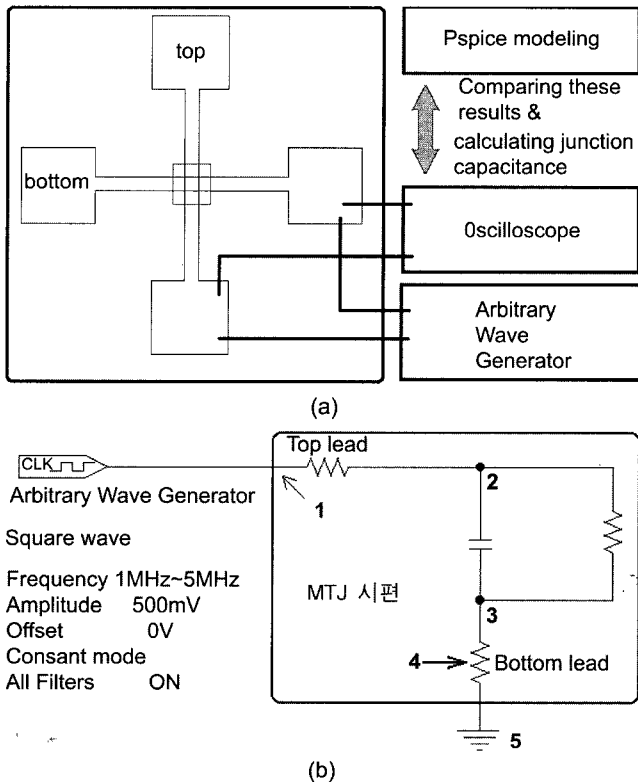 top
bottom
Pspice modeling
Comparing these
results &
calculating junction
capacitance
0scilloscope
Arbitrary
Wave
Generator
(a)
CLK
Arbitrary Wave Generator
Square wave
Frequency 1MHz~5MHz
Amplitude 500mV
Offset 0V
Consant mode
All Filters ON
Top lead
1
2
MTJ 시편
3
4
Bottom lead
5
(b)